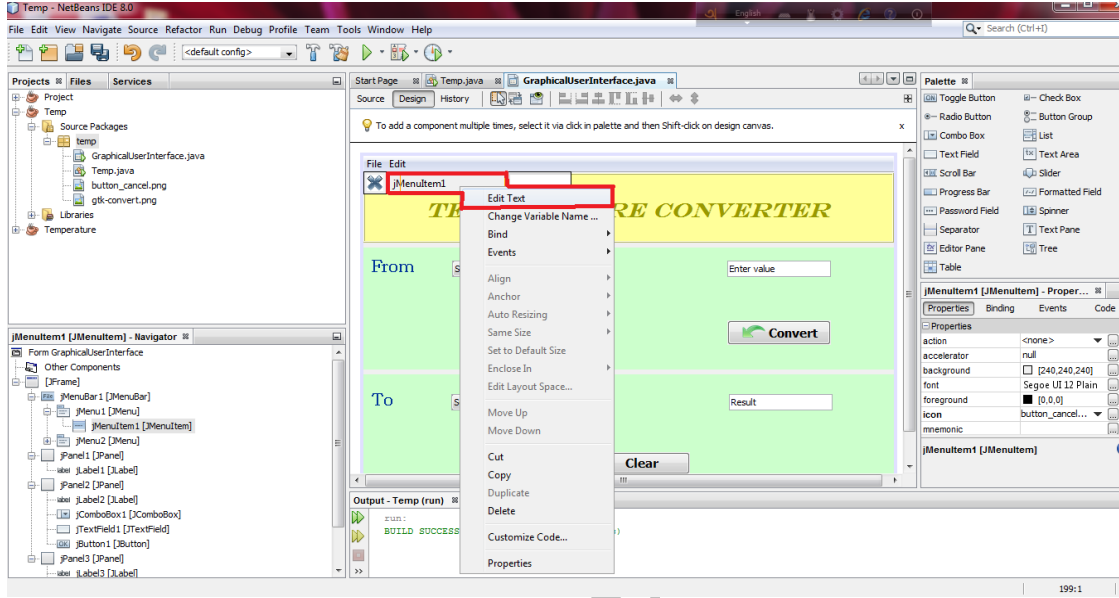 Temp - NetBeans IDE 8.0
English
File Edit View Navigate Source Refactor Run Debug Profile Team Tools Window Help
Search (Ctrl+I)
<default config>
Projects Files Services
Project
Temp
Source Packages
temp
GraphicalUserInterface.java
Temp.java
button_cancel.png
gtk-convert.png
Libraries
Temperature
jMenuItem1 [JMenuItem] - Navigator
Form GraphicalUserInterface
Other Components
[JFrame]
jMenuBar1 [JMenuBar]
jMenu1 [JMenu]
jMenuItem1 [JMenuItem]
jMenu2 [JMenu]
jPanel1 [JPanel]
label jLabel1 [JLabel]
jPanel2 [JPanel]
label jLabel2 [JLabel]
jComboBox1 [JComboBox]
jTextField1 [JTextField]
OK jButton1 [JButton]
jPanel3 [JPanel]
label jLabel3 [JLabel]
Start Page Temp.java GraphicalUserInterface.java
Source Design History
To add a component multiple times, select it via click in palette and then Shift-click on design canvas. x
File Edit
jMenuItem1
TE RE CONVERTER
From S Enter value
Convert
To S Result
Clear
Edit Text
Change Variable Name ...
Bind
Events
Align
Anchor
Auto Resizing
Same Size
Set to Default Size
Enclose In
Edit Layout Space...
Move Up
Move Down
Cut
Copy
Duplicate
Delete
Customize Code...
Properties
Output - Temp (run)
run:
BUILD SUCCESS )
Palette
Toggle Button Check Box
Radio Button Button Group
Combo Box List
Text Field Text Area
Scroll Bar Slider
Progress Bar Formatted Field
Password Field Spinner
Separator Text Pane
Editor Pane Tree
Table
jMenuItem1 [JMenuItem] - Proper...
Properties Binding Events Code
Properties
action <none>
accelerator null
background [240,240,240]
font Segoe UI 12 Plain
foreground [0,0,0]
icon button_cancel...
mnemonic
jMenuItem1 [JMenuItem]
199:1